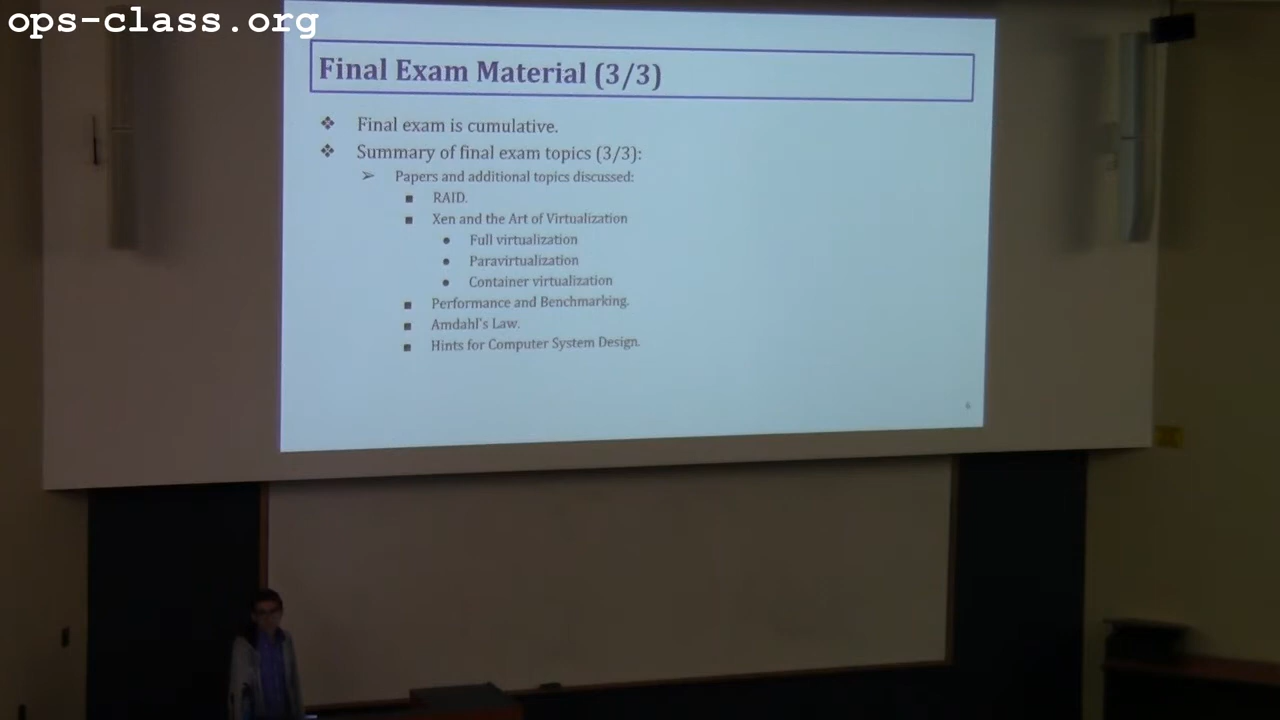 ops-class.org
Final Exam Material (3/3)
❖ Final exam is cumulative.
❖ Summary of final exam topics (3/3):
➢ Papers and additional topics discussed:
■ RAID.
■ Xen and the Art of Virtualization
● Full virtualization
● Paravirtualization
● Container virtualization
■ Performance and Benchmarking.
■ Amdahl's Law.
■ Hints for Computer System Design.
6